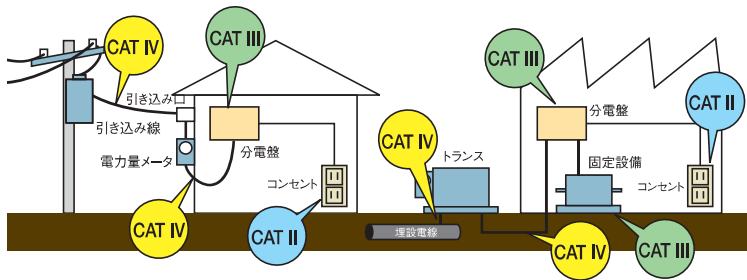 CAT IV
CAT III
引き込み口
引き込み線
電力量メータ
分電盤
コンセント
CAT IV
CAT II
CAT IV
トランス
埋設電線
CAT IV
CAT III
分電盤
CAT II
固定設備
コンセント
CAT III